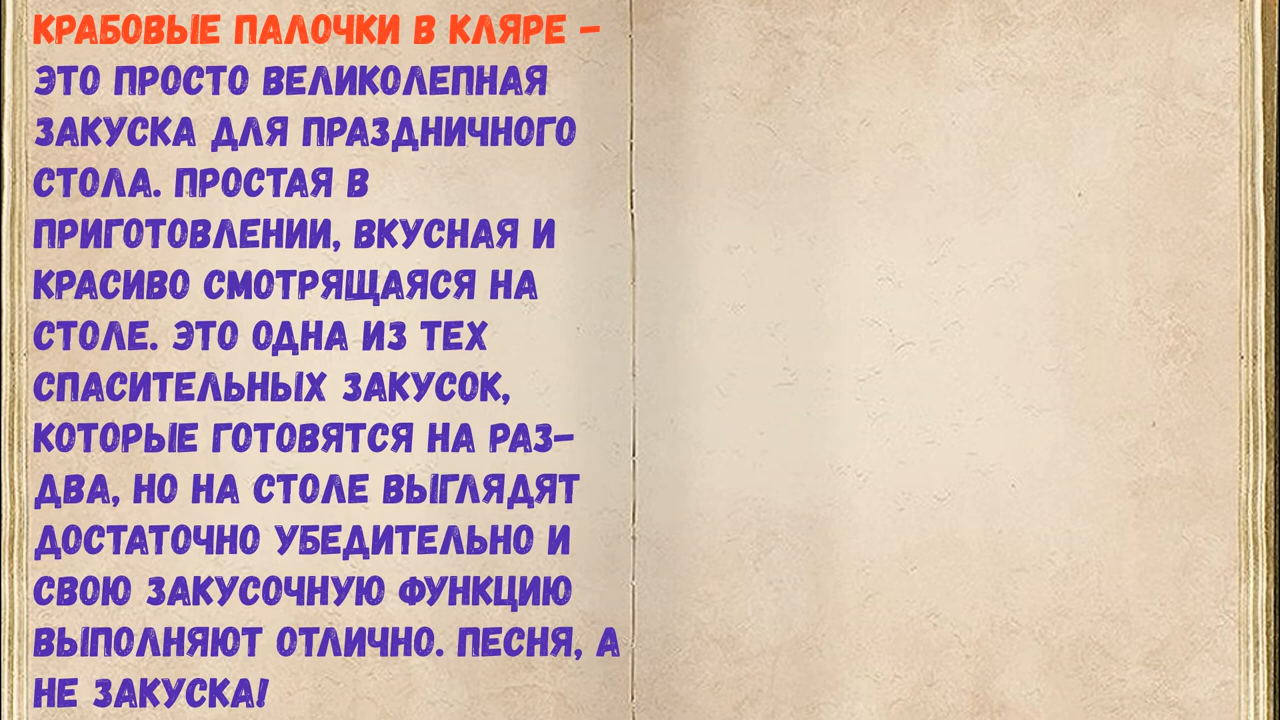 КРАБОВЫЕ ПАЛОЧКИ В КЛЯРЕ –
ЭТО ПРОСТО ВЕЛИКОЛЕПНАЯ
ЗАКУСКА ДЛЯ ПРАЗДНИЧНОГО
СТОЛА. ПРОСТАЯ В
ПРИГОТОВЛЕНИИ, ВКУСНАЯ И
КРАСИВО СМОТРЯЩАЯСЯ НА
СТОЛЕ. ЭТО ОДНА ИЗ ТЕХ
СПАСИТЕЛЬНЫХ ЗАКУСОК,
КОТОРЫЕ ГОТОВЯТСЯ НА РАЗ-
ДВА, НО НА СТОЛЕ ВЫГЛЯДЯТ
ДОСТАТОЧНО УБЕДИТЕЛЬНО И
СВОЮ ЗАКУСОЧНУЮ ФУНКЦИЮ
ВЫПОЛНЯЮТ ОТЛИЧНО. ПЕСНЯ, А
НЕ ЗАКУСКА!